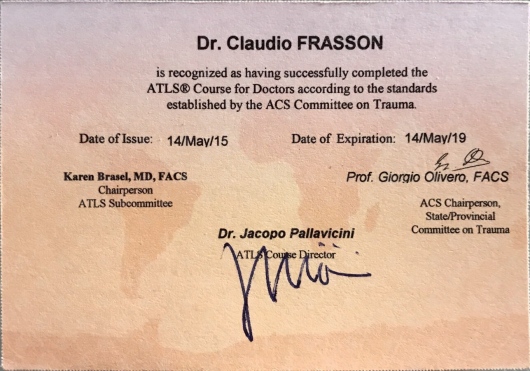 Dr. Claudio FRASSON
is recognized as having successfully completed the
ATLS® Course for Doctors according to the standards
established by the ACS Committee on Trauma.
Date of Issue: 14/May/15
Date of Expiration: 14/May/19
Karen Brasel, MD, FACS
Chairperson
ATLS Subcommittee
Prof. Giorgio Olivero, FACS
ACS Chairperson,
State/Provincial
Committee on Trauma
Dr. Jacopo Pallavicini
ATLS Course Director